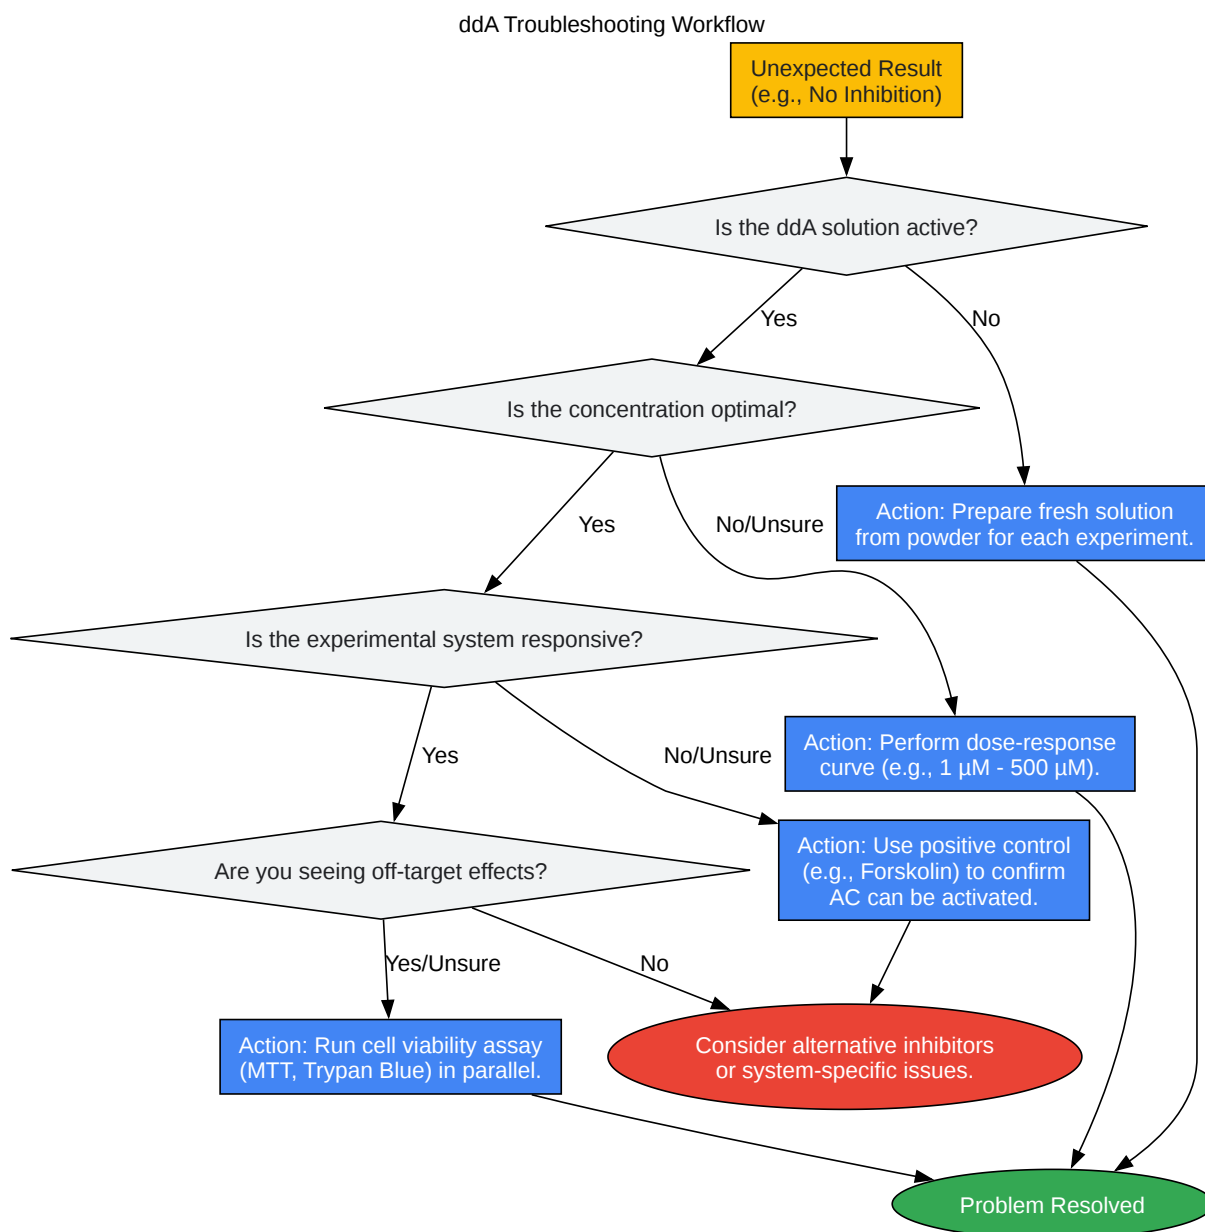 ddA Troubleshooting Workflow
Unexpected Result
(e.g., No Inhibition)
Is the ddA solution active?
Yes
No
Is the concentration optimal?
Yes
No/Unsure
Action: Prepare fresh solution
from powder for each experiment.
Is the experimental system responsive?
Yes
No/Unsure
Action: Perform dose-response
curve (e.g., 1 µM - 500 µM).
Action: Use positive control
(e.g., Forskolin) to confirm
AC can be activated.
Are you seeing off-target effects?
Yes/Unsure
No
Action: Run cell viability assay
(MTT, Trypan Blue) in parallel.
Consider alternative inhibitors
or system-specific issues.
Problem Resolved